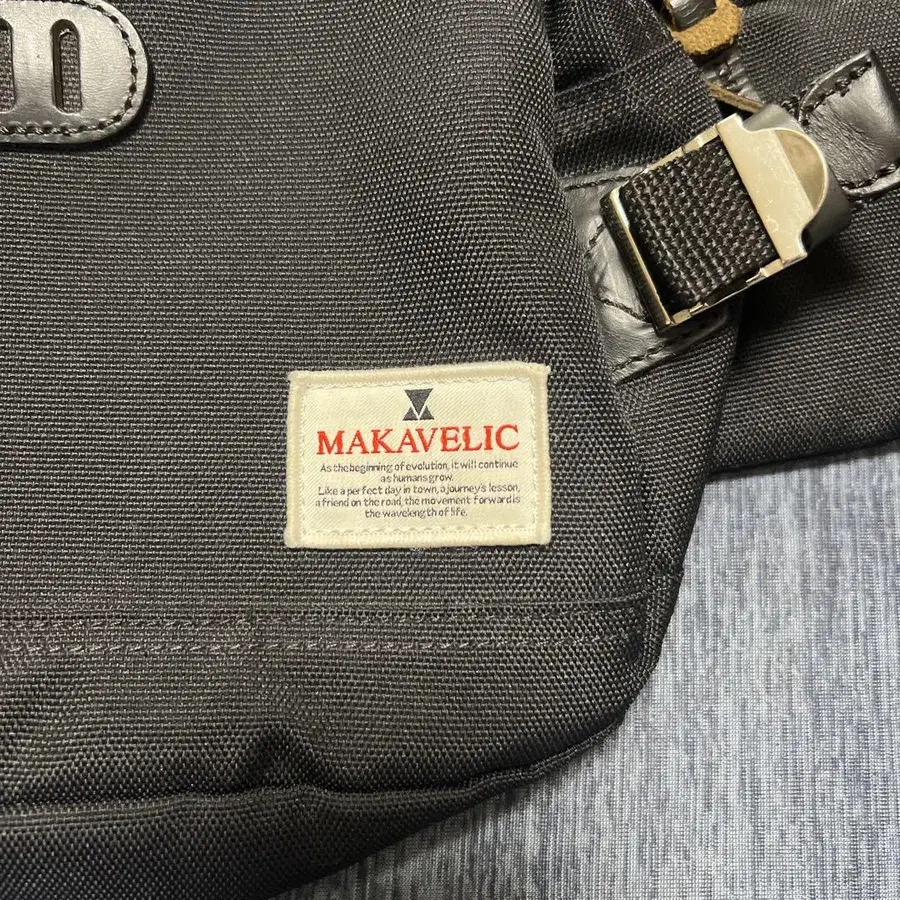 MAKAVELIC
As the beginning of evolution, it will continue
as humans grow.
Like a perfect day in town, a journey's lesson,
a friend on the road, the movement forward is
the wavelength of life.